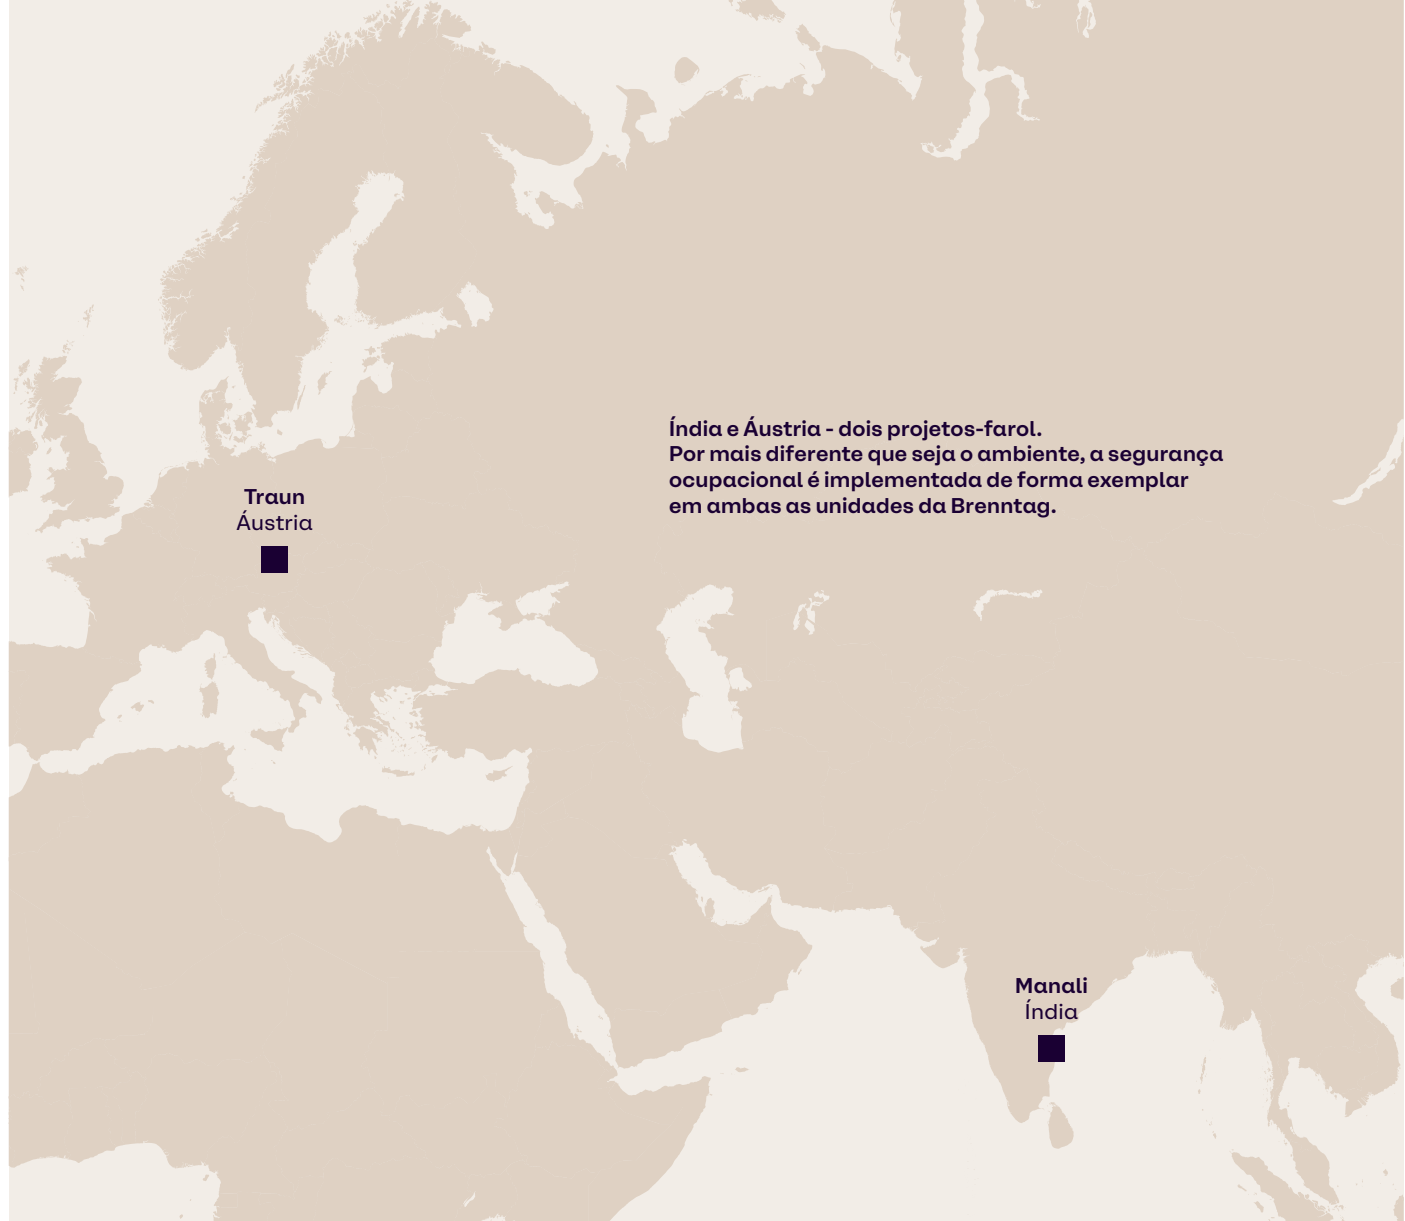 Índia e Áustria - dois projetos-farol.
Por mais diferente que seja o ambiente, a segurança
ocupacional é implementada de forma exemplar
em ambas as unidades da Brenntag.
Traun
Áustria
Manali
Índia